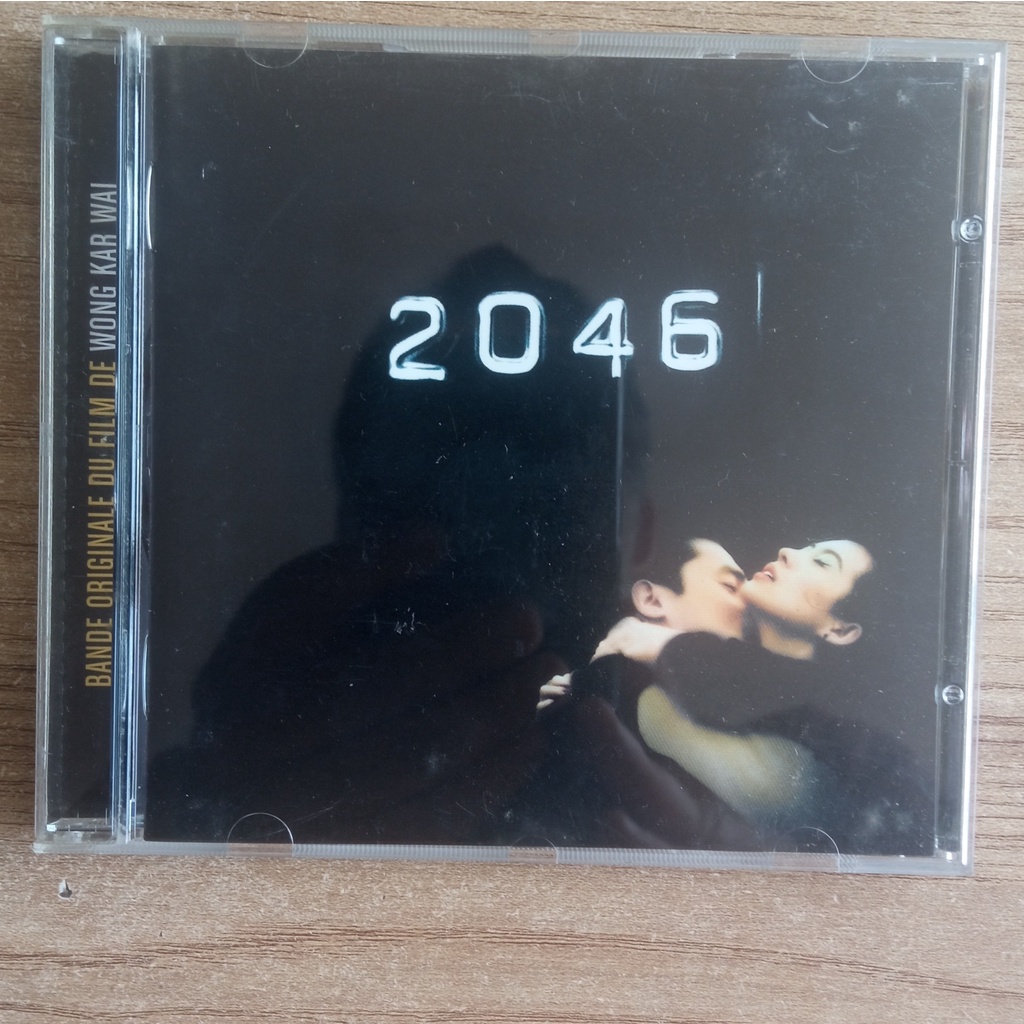 BANDE ORIGINALE DU FILM DE WONG KAR WAI
2046